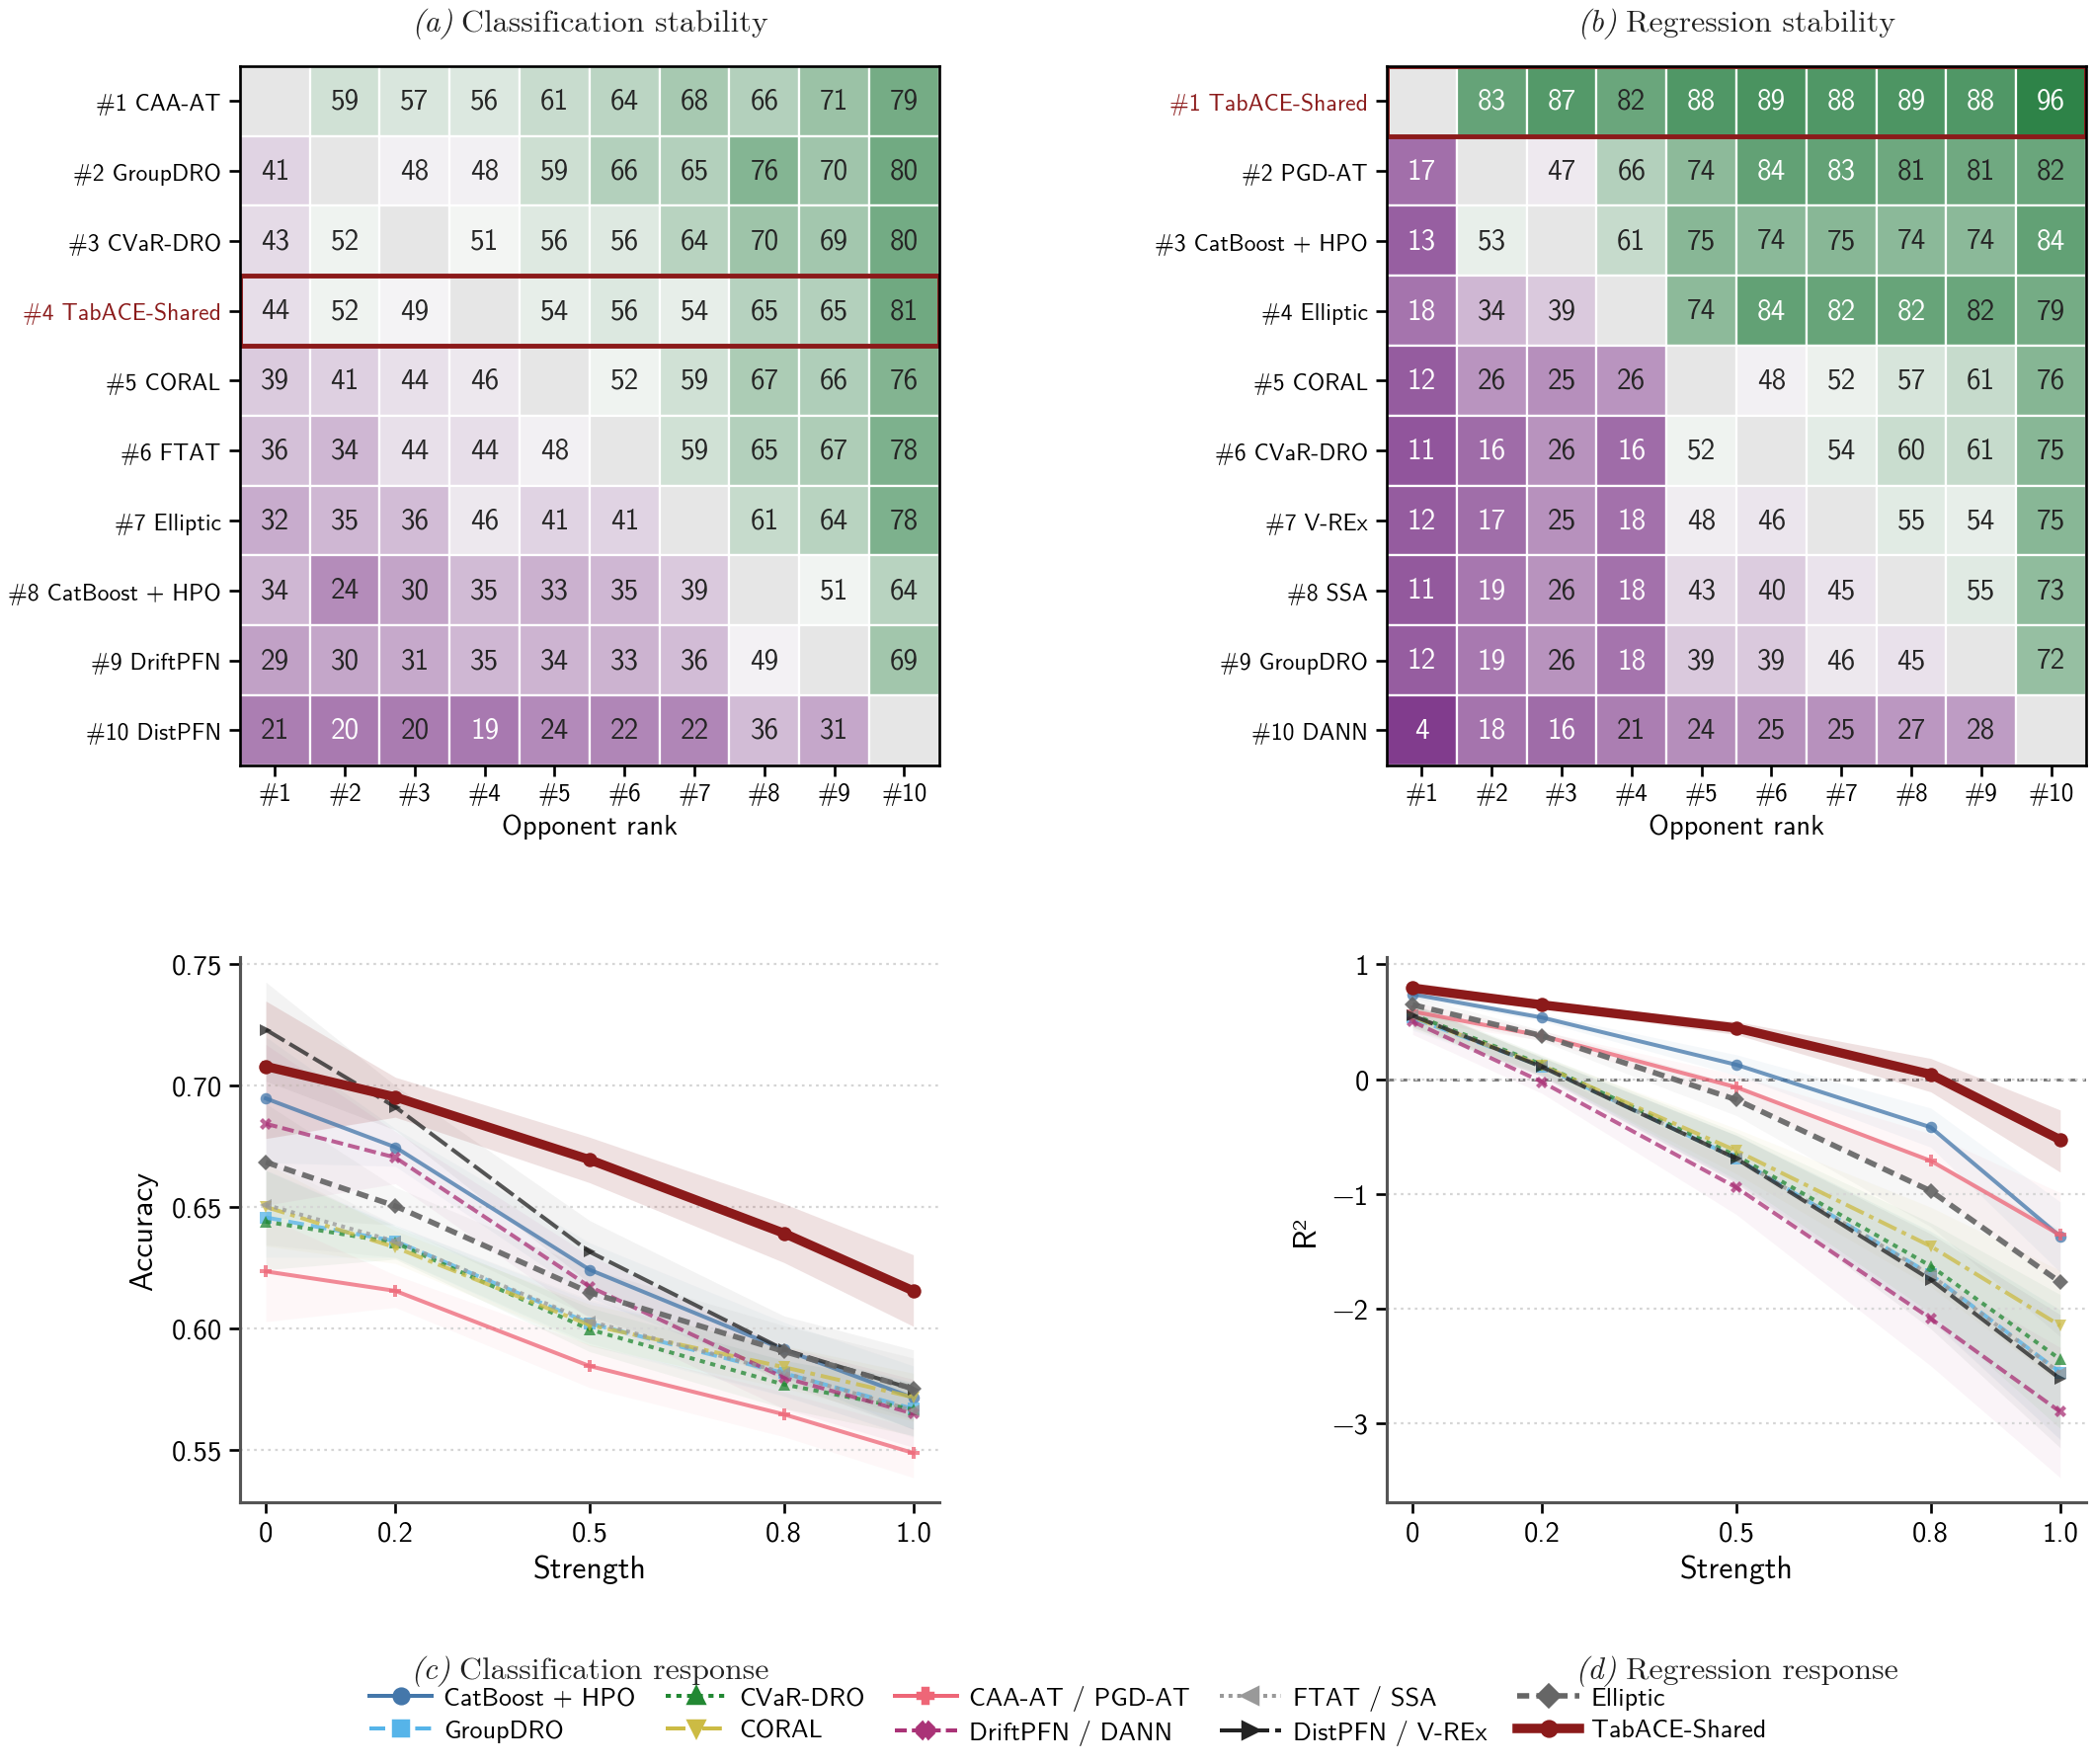 (a) Classification stability
#1 CAA-AT 59 57 56 61 64 68 66 71 79
#2 GroupDRO 41 48 48 59 66 65 76 70 80
#3 CVaR-DRO 43 52 51 56 56 64 70 69 80
#4 TabACE-Shared 44 52 49 54 56 54 65 65 81
#5 CORAL 39 41 44 46 52 59 67 66 76
#6 FTAT 36 34 44 44 48 59 65 67 78
#7 Elliptic 32 35 36 46 41 41 61 64 78
#8 CatBoost + HPO 34 24 30 35 33 35 39 51 64
#9 DriftPFN 29 30 31 35 34 33 36 49 69
#10 DistPFN 21 20 20 19 24 22 22 36 31
#1 #2 #3 #4 #5 #6 #7 #8 #9 #10
Opponent rank
(b) Regression stability
#1 TabACE-Shared 83 87 82 88 89 88 89 88 96
#2 PGD-AT 17 47 66 74 84 83 81 81 82
#3 CatBoost + HPO 13 53 61 75 74 75 74 74 84
#4 Elliptic 18 34 39 74 84 82 82 82 79
#5 CORAL 12 26 25 26 48 52 57 61 76
#6 CVaR-DRO 11 16 26 16 52 54 60 61 75
#7 V-REx 12 17 25 18 48 46 55 54 75
#8 SSA 11 19 26 18 43 40 45 55 73
#9 GroupDRO 12 19 26 18 39 39 46 45 72
#10 DANN 4 18 16 21 24 25 25 27 28
#1 #2 #3 #4 #5 #6 #7 #8 #9 #10
Opponent rank
Accuracy
0.75
0.70
0.65
0.60
0.55
0 0.2 0.5 0.8 1.0
Strength
R²
1
0
−1
−2
−3
0 0.2 0.5 0.8 1.0
Strength
(c) Classification response
(d) Regression response
CatBoost + HPO CVaR-DRO CAA-AT / PGD-AT FTAT / SSA Elliptic
GroupDRO CORAL DriftPFN / DANN DistPFN / V-REx TabACE-Shared